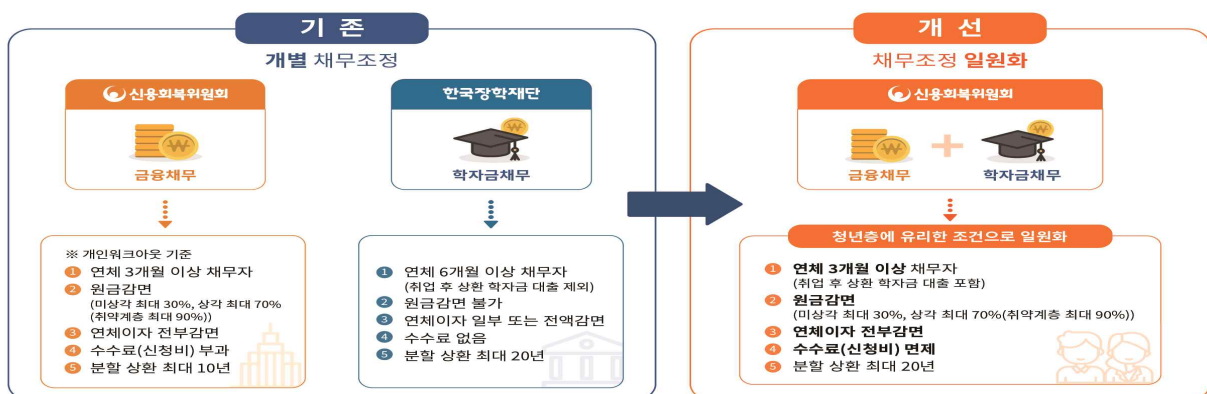 기 존
개별 채무조정
신용회복위원회
금융채무
※ 개인워크아웃 기준
1 연체 3개월 이상 채무자
2 원금감면
(미상각 최대 30%, 상각 최대 70%
(취약계층 최대 90%))
3 연체이자 전부감면
4 수수료(신청비) 부과
5 분할 상환 최대 10년
한국장학재단
학자금채무
1 연체 6개월 이상 채무자
(취업 후 상환 학자금 대출 제외)
2 원금감면 불가
3 연체이자 일부 또는 전액감면
4 수수료 없음
5 분할 상환 최대 20년
개 선
채무조정 일원화
신용회복위원회
금융채무 + 학자금채무
청년층에 유리한 조건으로 일원화
1 연체 3개월 이상 채무자
(취업 후 상환 학자금 대출 포함)
2 원금감면
(미상각 최대 30%, 상각 최대 70%(취약계층 최대 90%))
3 연체이자 전부감면
4 수수료(신청비) 면제
5 분할 상환 최대 20년